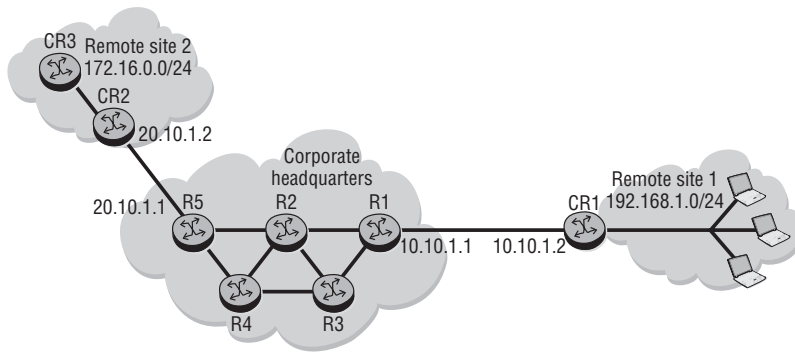 CR3
Remote site 2
172.16.0.0/24
CR2
20.10.1.2
Corporate
headquarters
Remote site 1
192.168.1.0/24
CR1
20.10.1.1
R5
R2
R1
10.10.1.1
10.10.1.2
R4
R3